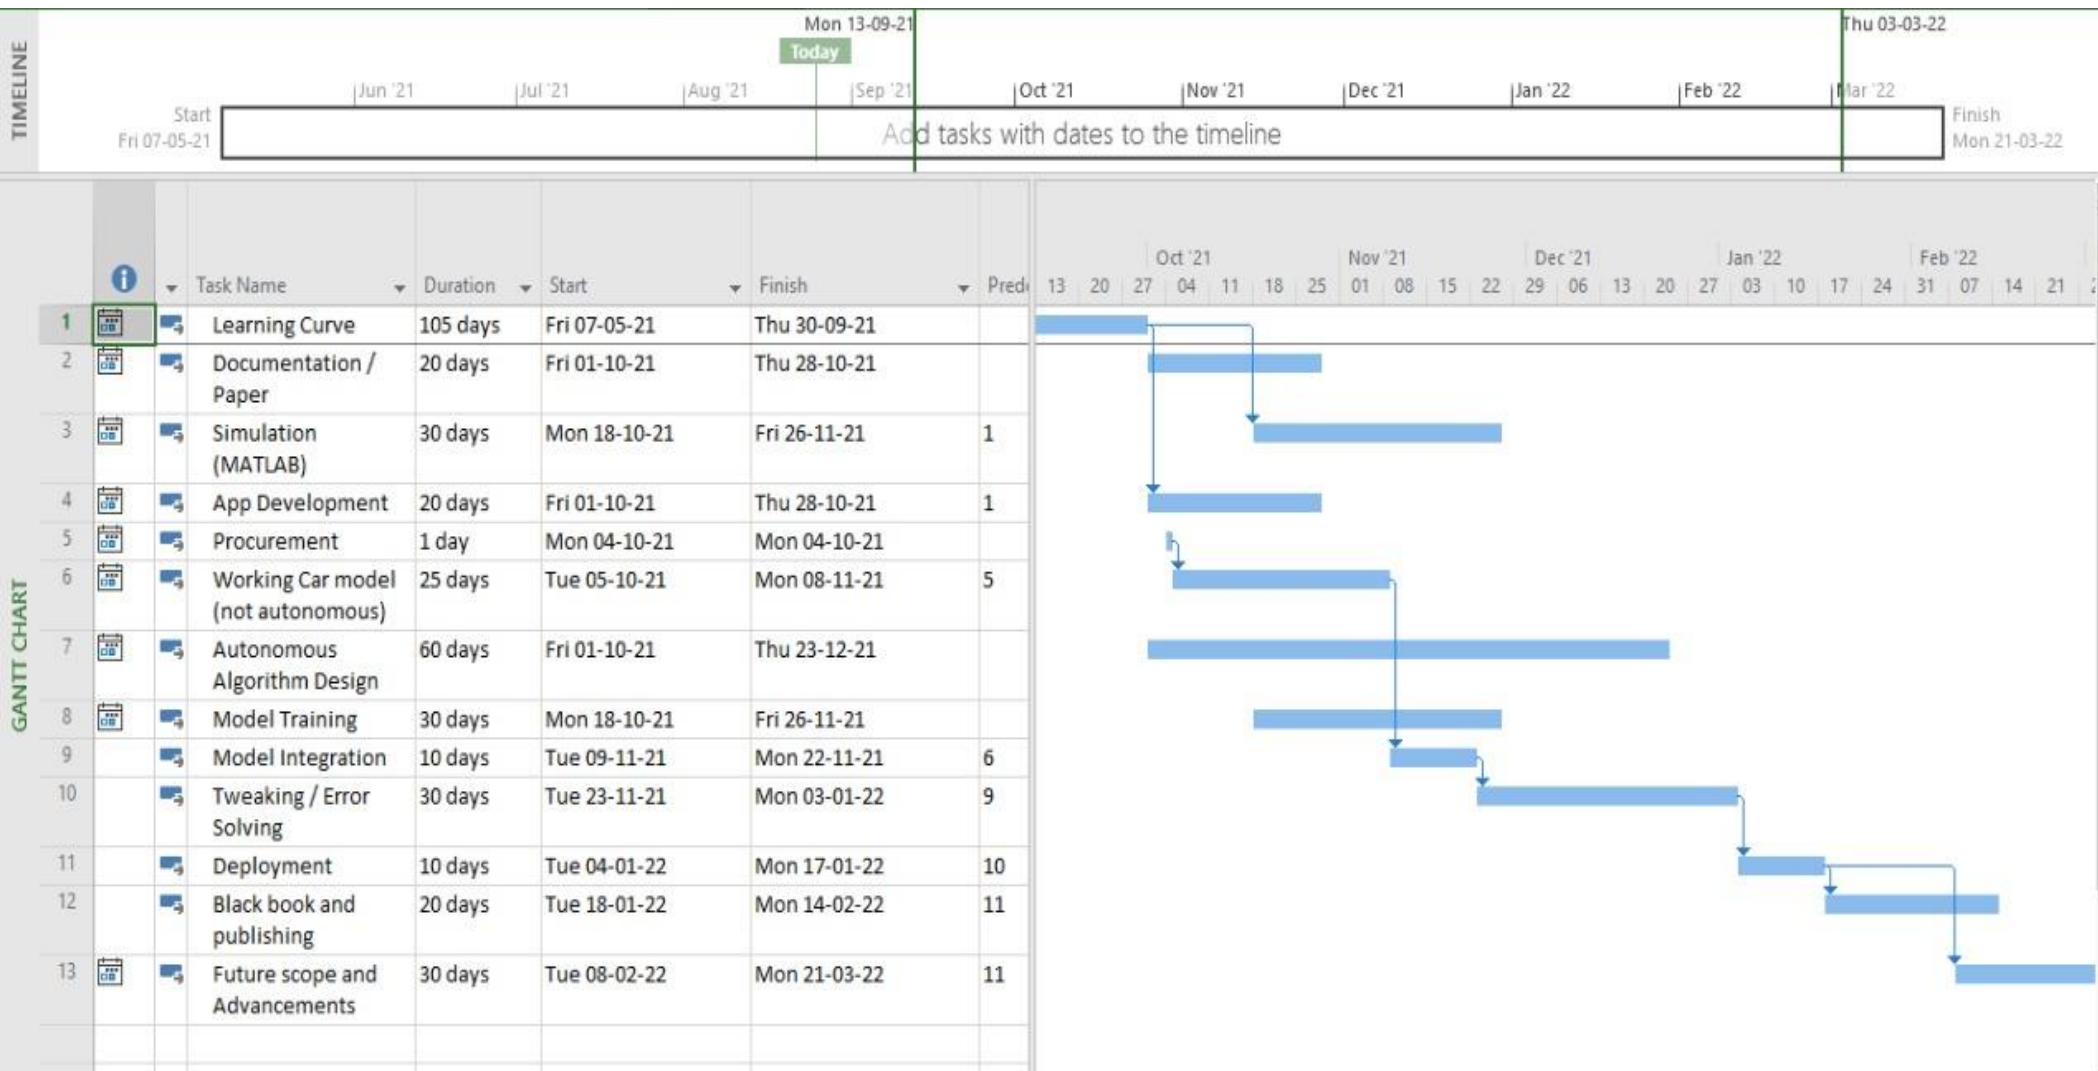 TIMELINE
Mon 13-09-21
Thu 03-03-22
Today
Jun '21 Jul '21 Aug '21 Sep '21 Oct '21 Nov '21 Dec '21 Jan '22 Feb '22 Mar '22
Start
Fri 07-05-21
Add tasks with dates to the timeline
Finish
Mon 21-03-22
GANTT CHART
Oct '21 Nov '21 Dec '21 Jan '22 Feb '22
Task Name Duration Start Finish Pred 13 20 27 04 11 18 25 01 08 15 22 29 06 13 20 27 03 10 17 24 31 07 14 21
1 Learning Curve 105 days Fri 07-05-21 Thu 30-09-21
2 Documentation / 20 days Fri 01-10-21 Thu 28-10-21
Paper
3 Simulation 30 days Mon 18-10-21 Fri 26-11-21 1
(MATLAB)
4 App Development 20 days Fri 01-10-21 Thu 28-10-21 1
5 Procurement 1 day Mon 04-10-21 Mon 04-10-21
6 Working Car model 25 days Tue 05-10-21 Mon 08-11-21 5
(not autonomous)
7 Autonomous 60 days Fri 01-10-21 Thu 23-12-21
Algorithm Design
8 Model Training 30 days Mon 18-10-21 Fri 26-11-21
9 Model Integration 10 days Tue 09-11-21 Mon 22-11-21 6
10 Tweaking / Error 30 days Tue 23-11-21 Mon 03-01-22 9
Solving
11 Deployment 10 days Tue 04-01-22 Mon 17-01-22 10
12 Black book and 20 days Tue 18-01-22 Mon 14-02-22 11
publishing
13 Future scope and 30 days Tue 08-02-22 Mon 21-03-22 11
Advancements